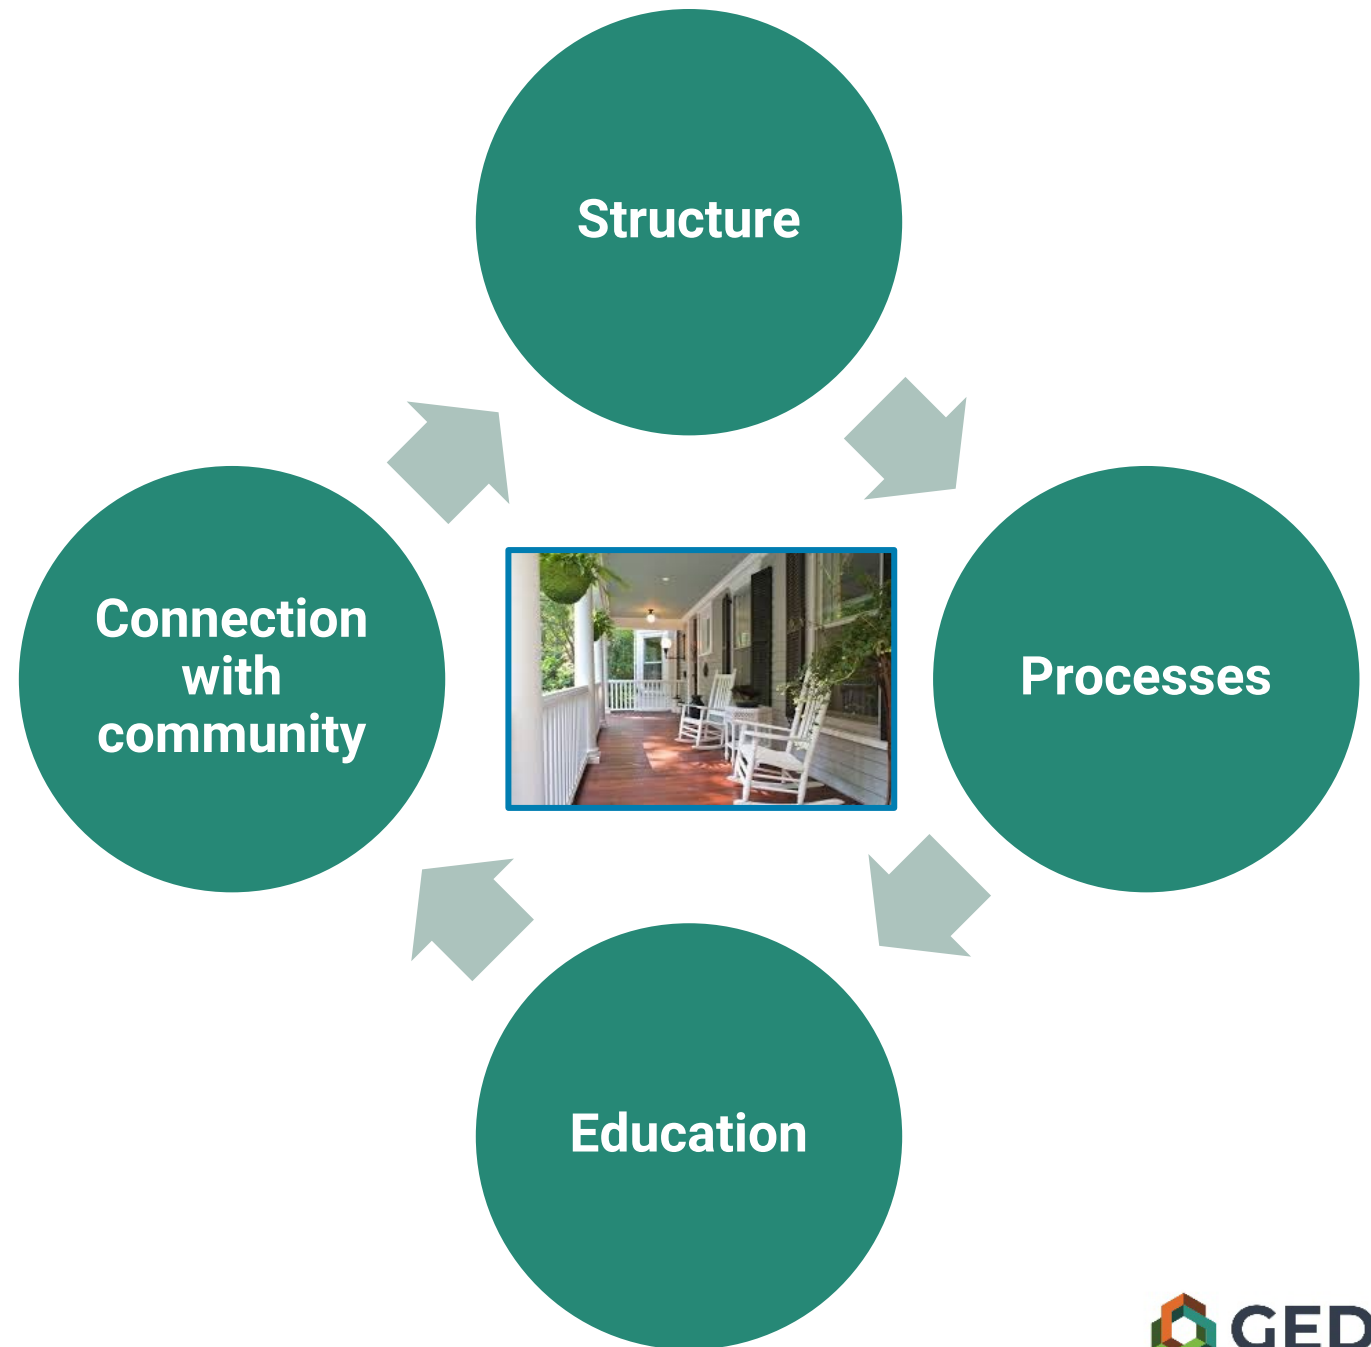 Structure
Connection
with
community
Processes
Education
GED